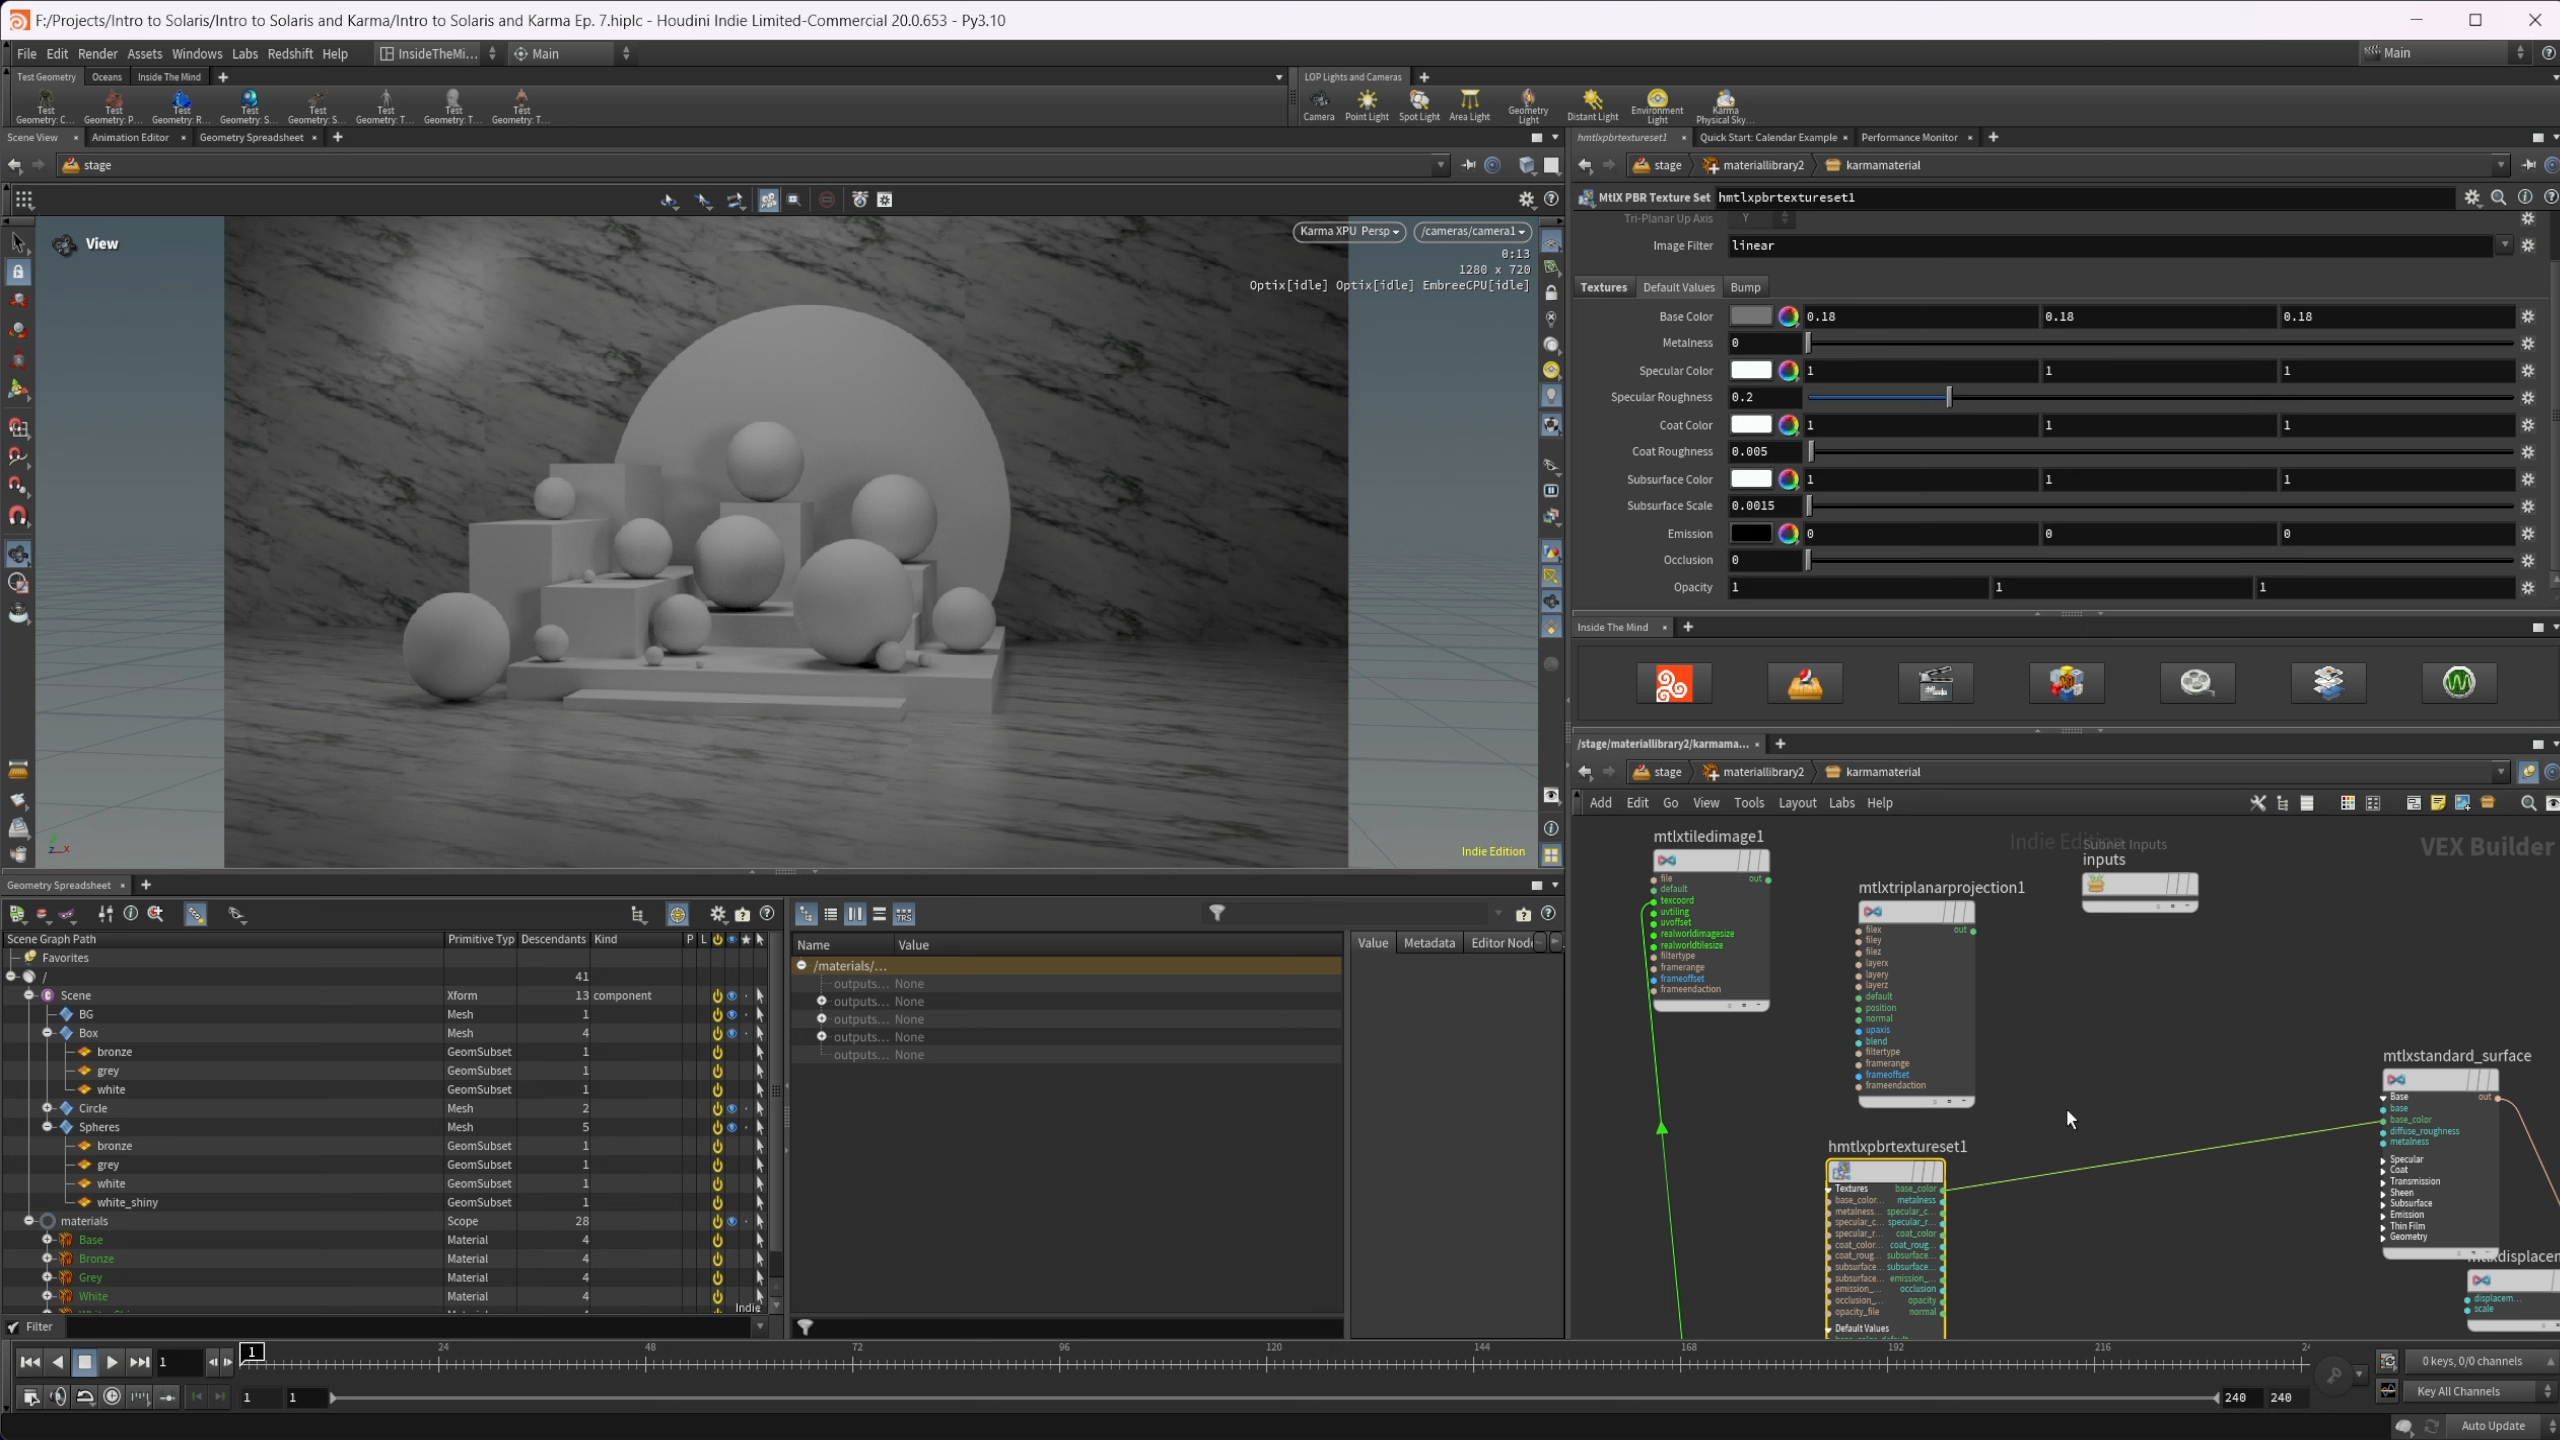 F:/Projects/Intro to Solaris/Intro to Solaris and Karma/Intro to Solaris and Karma Ep. 7.hiplc - Houdini Indie Limited-Commercial 20.0.653 - Py3.10
File Edit Render Assets Windows Labs Redshift Help InsideTheMi... Main Main
Test Geometry Oceans Inside The Mind LOP Lights and Cameras
Test Geometry: C... Test Geometry: P... Test Geometry: R... Test Geometry: S... Test Geometry: S... Test Geometry: T... Test Geometry: T... Test Geometry: T...
Camera Point Light Spot Light Area Light Geometry Light Distant Light Environment Light Karma Physical Sky...
Scene View Animation Editor Geometry Spreadsheet
stage
View
Karma XPU Persp /cameras/camera1
0:13
1280 x 720
Optix[idle] Optix[idle] EmbreeCPU[idle]
Indie Edition
hmtlxpbrtextureset1 Quick Start: Calendar Example Performance Monitor
stage materiallibrary2 karmamaterial
MtlX PBR Texture Set hmtlxpbrtextureset1
Tri-Planar Up Axis Y
Image Filter linear
Textures Default Values Bump
Base Color 0.18 0.18 0.18
Metalness 0
Specular Color 1 1 1
Specular Roughness 0.2
Coat Color 1 1 1
Coat Roughness 0.005
Subsurface Color 1 1 1
Subsurface Scale 0.0015
Emission 0 0 0
Occlusion 0
Opacity 1 1 1
Inside The Mind
/stage/materiallibrary2/karmama...
stage materiallibrary2 karmamaterial
Add Edit Go View Tools Layout Labs Help
Indie Edition
VEX Builder
mtlxtiledimage1
file out
default
texcoord
uvtiling
uvoffset
realworldimagesize
realworldtilesize
filtertype
framerange
frameoffset
frameendaction
mtlxtriplanarprojection1
filex out
filey
filez
layerx
layery
layerz
default
position
normal
upaxis
blend
filtertype
framerange
frameoffset
frameendaction
Subnet Inputs
inputs
hmtlxpbrtextureset1
Textures base_color
base_color... metalness
metalness... specular_c...
specular_c... specular_r...
specular_r... coat_color
coat_color... coat_roug...
coat_roug... subsurface...
subsurface... subsurface...
subsurface... emission_...
emission_... occlusion
occlusion_... opacity
opacity_file normal
Default Values
mtlxstandard_surface
Base out
base
base_color
diffuse_roughness
metalness
Specular
Coat
Transmission
Sheen
Subsurface
Emission
Thin Film
Geometry
displacem...
scale
Geometry Spreadsheet
Scene Graph Path Primitive Typ Descendants Kind P L
Favorites
/ 41
Scene Xform 13 component
BG Mesh 1
Box Mesh 4
bronze GeomSubset 1
grey GeomSubset 1
white GeomSubset 1
Circle Mesh 2
Spheres Mesh 5
bronze GeomSubset 1
grey GeomSubset 1
white GeomSubset 1
white_shiny GeomSubset 1
materials Scope 28
Base Material 4
Bronze Material 4
Grey Material 4
White Material 4
Indie
Filter
Name Value
/materials/...
outputs... None
outputs... None
outputs... None
outputs... None
outputs... None
Value Metadata Editor Node
1 1 24 48 72 96 120 144 168 192 216
1 1 240 240
0 keys, 0/0 channels
Key All Channels
Auto Update